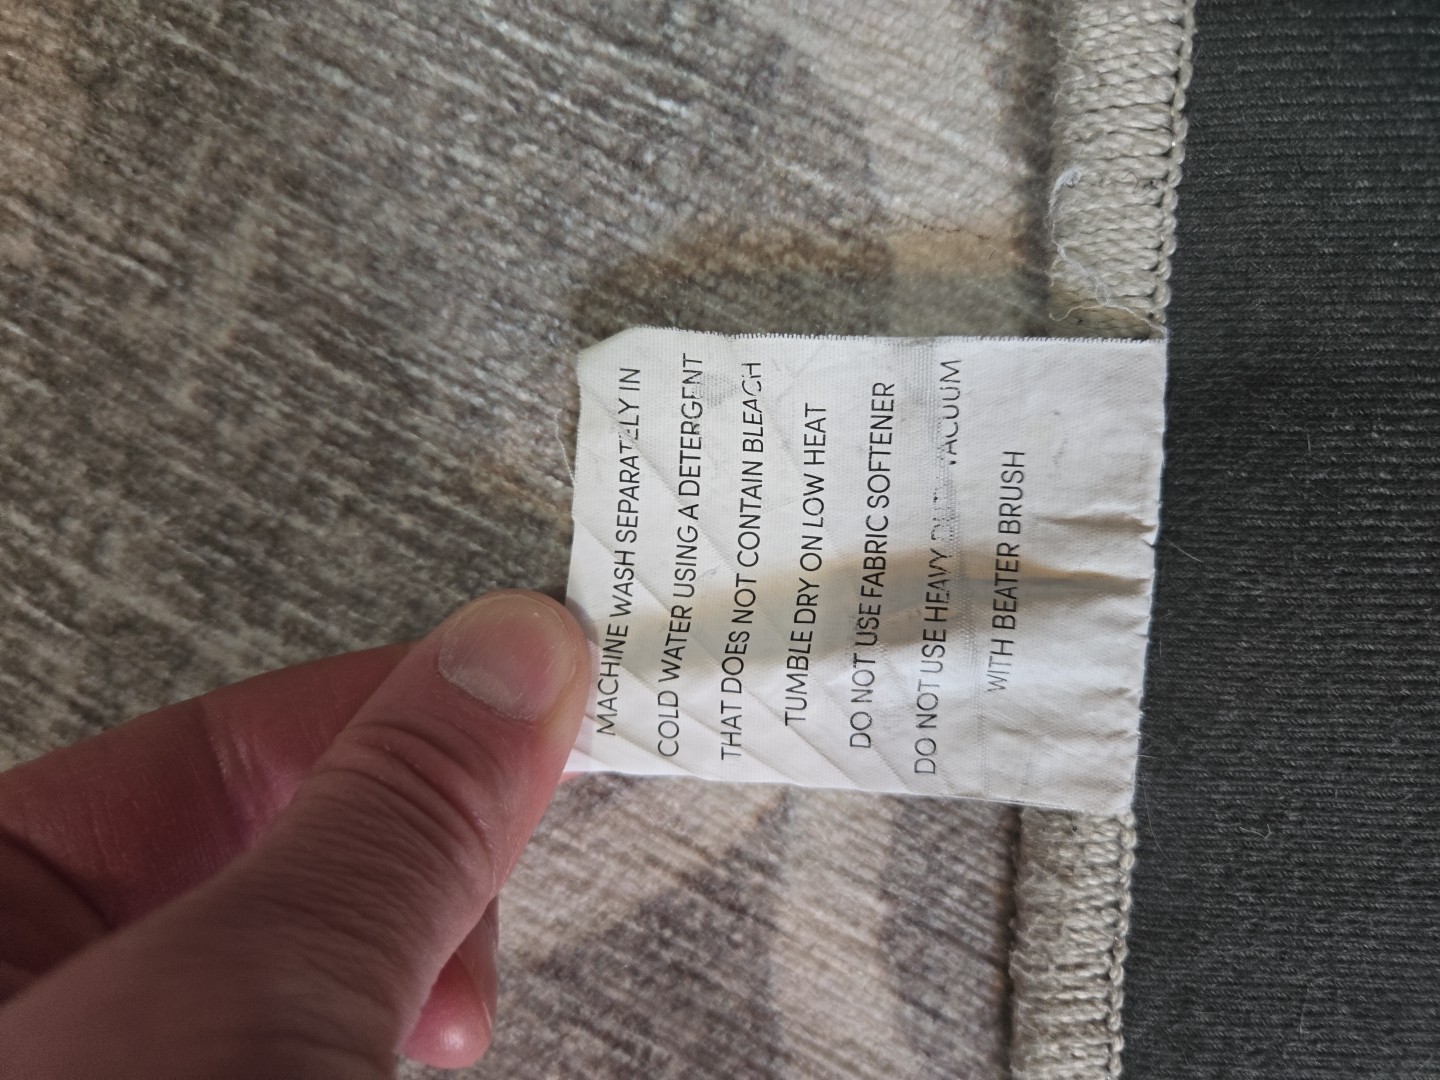 MACHINE WASH SEPARATELY IN
COLD WATER USING A DETERGENT
THAT DOES NOT CONTAIN BLEACH
TUMBLE DRY ON LOW HEAT
DO NOT USE FABRIC SOFTENER
DO NOT USE HEAVY DUTY VACUUM
WITH BEATER BRUSH